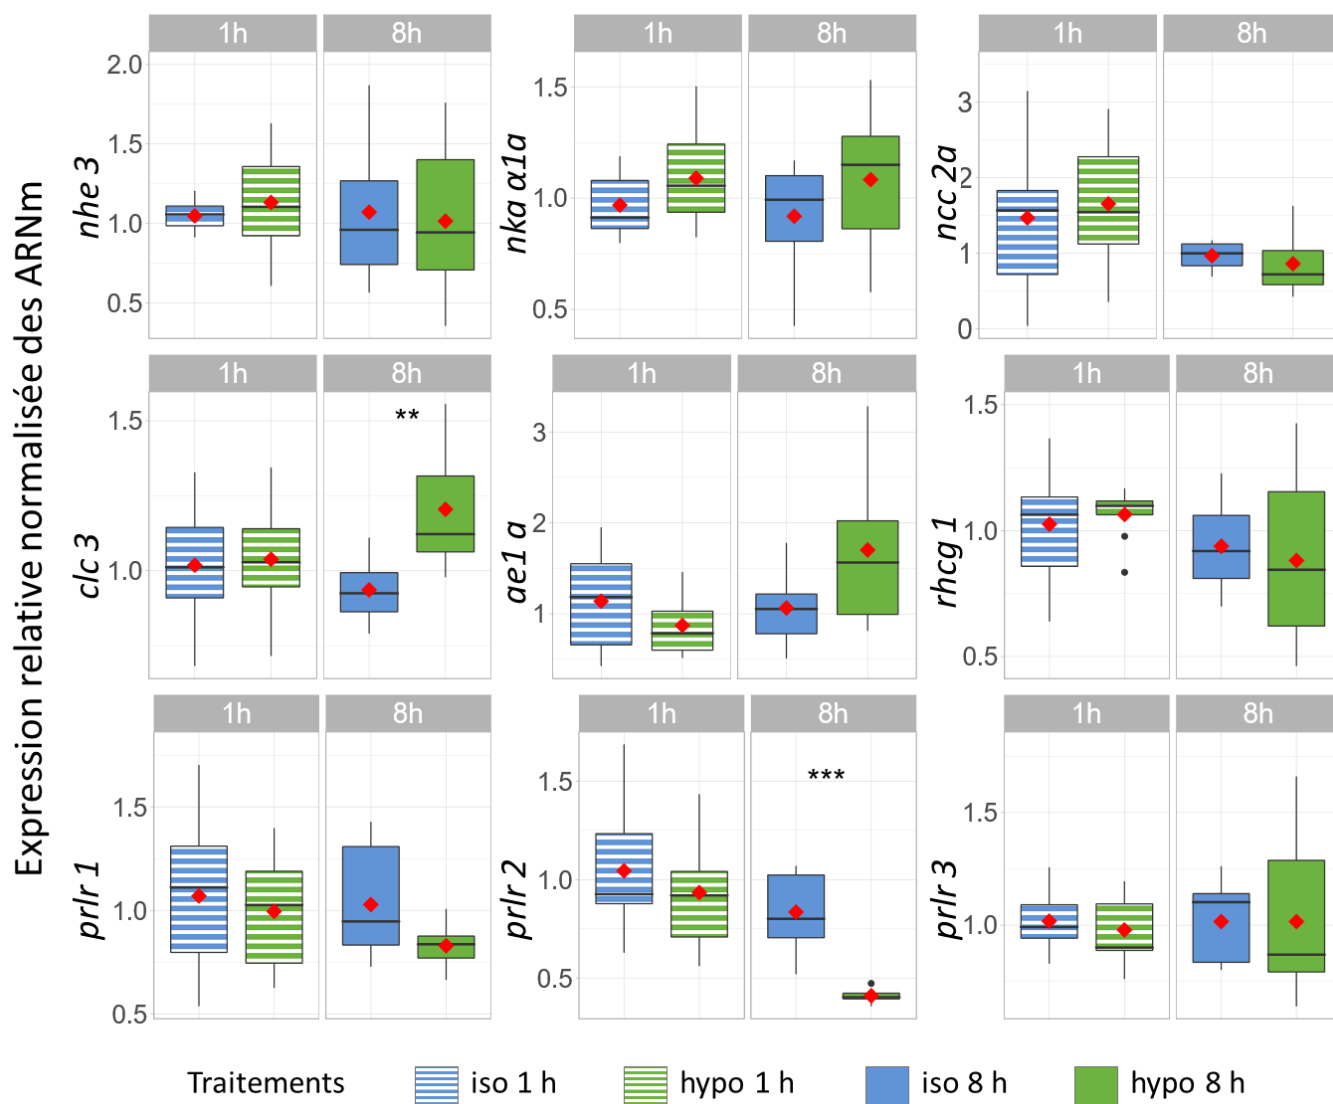 Expression relative normalisée des ARNm
1h 8h
nhe 3
2.0
1.5
1.0
0.5
1h 8h
nka α1a
1.5
1.0
0.5
1h 8h
ncc 2a
3
2
1
0
1h 8h
clc 3
1.5
1.0
**
1h 8h
ae1 a
3
2
1
1h 8h
rhcg 1
1.5
1.0
0.5
1h 8h
prlr 1
1.5
1.0
0.5
1h 8h
prlr 2
1.5
1.0
0.5
***
1h 8h
prlr 3
1.5
1.0
Traitements iso 1 h hypo 1 h iso 8 h hypo 8 h